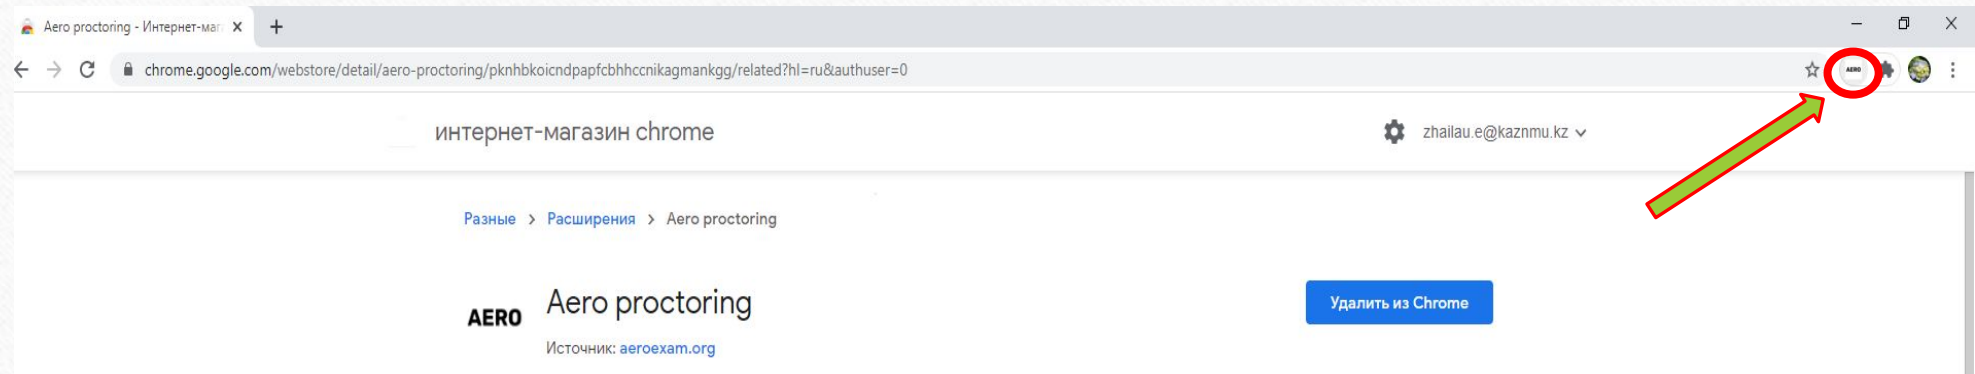 Aero proctoring - Интернет-маг
chrome.google.com/webstore/detail/aero-proctoring/pknhbkoicndpapfcbhhccnikagmankgg/related?hl=ru&authuser=0
AERO
интернет-магазин chrome
zhailau.e@kaznmu.kz
Разные > Расширения > Aero proctoring
AERO
Aero proctoring
Удалить из Chrome
Источник: aeroexam.org